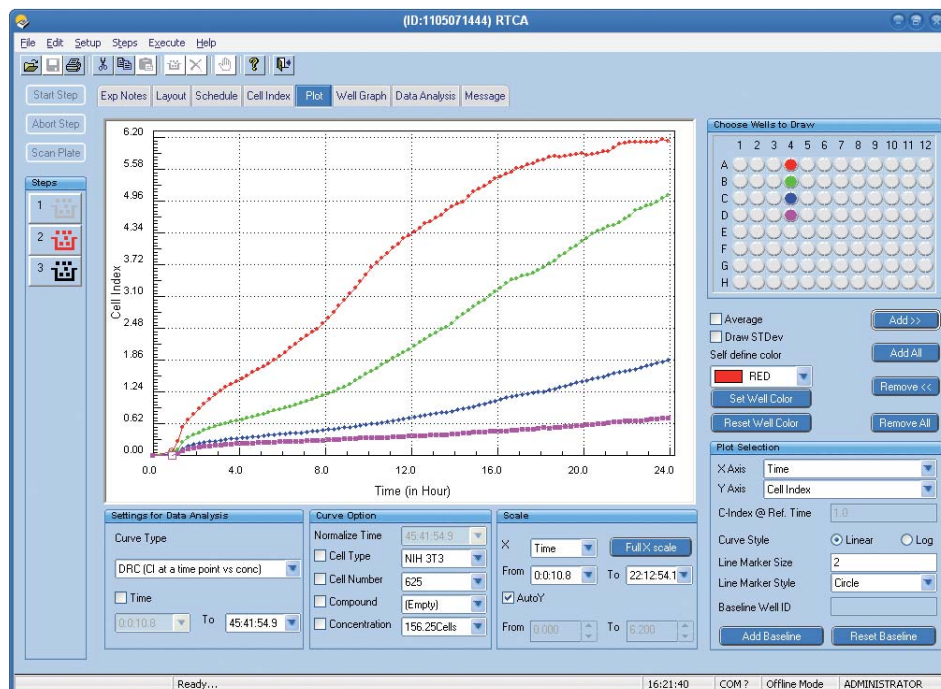 (ID:1105071444) RTCA
File Edit Setup Steps Execute Help
Start Step
Abort Step
Scan Plate
Steps
1
2
3
Exp Notes Layout Schedule Cell Index Plot Well Graph Data Analysis Message
6.20
5.58
4.96
4.34
3.72
3.10
2.48
1.86
1.24
0.62
0.00
Cell Index
0.0 4.0 8.0 12.0 16.0 20.0 24.0
Time (in Hour)
Choose Wells to Draw
1 2 3 4 5 6 7 8 9 10 11 12
A
B
C
D
E
F
G
H
Average
Draw STDev
Self define color
RED
Set Well Color
Reset Well Color
Add >>
Add All
Remove <<
Remove All
Plot Selection
X Axis Time
Y Axis Cell Index
C-Index @ Ref. Time 1.0
Curve Style Linear Log
Line Marker Size 2
Line Marker Style Circle
Baseline Well ID
Add Baseline Reset Baseline
Settings for Data Analysis
Curve Type
DRC (CI at a time point vs conc)
Time
0:0:10.8 To 45:41:54.9
Curve Option
Normalize Time 45:41:54.9
Cell Type NIH 3T3
Cell Number 625
Compound (Empty)
Concentration 156.25Cells
Scale
X Time Full X scale
From 0:0:10.8 To 22:12:54.1
AutoY
From 0.000 To 6.200
Ready... 16:21:40 COM ? Offline Mode ADMINISTRATOR